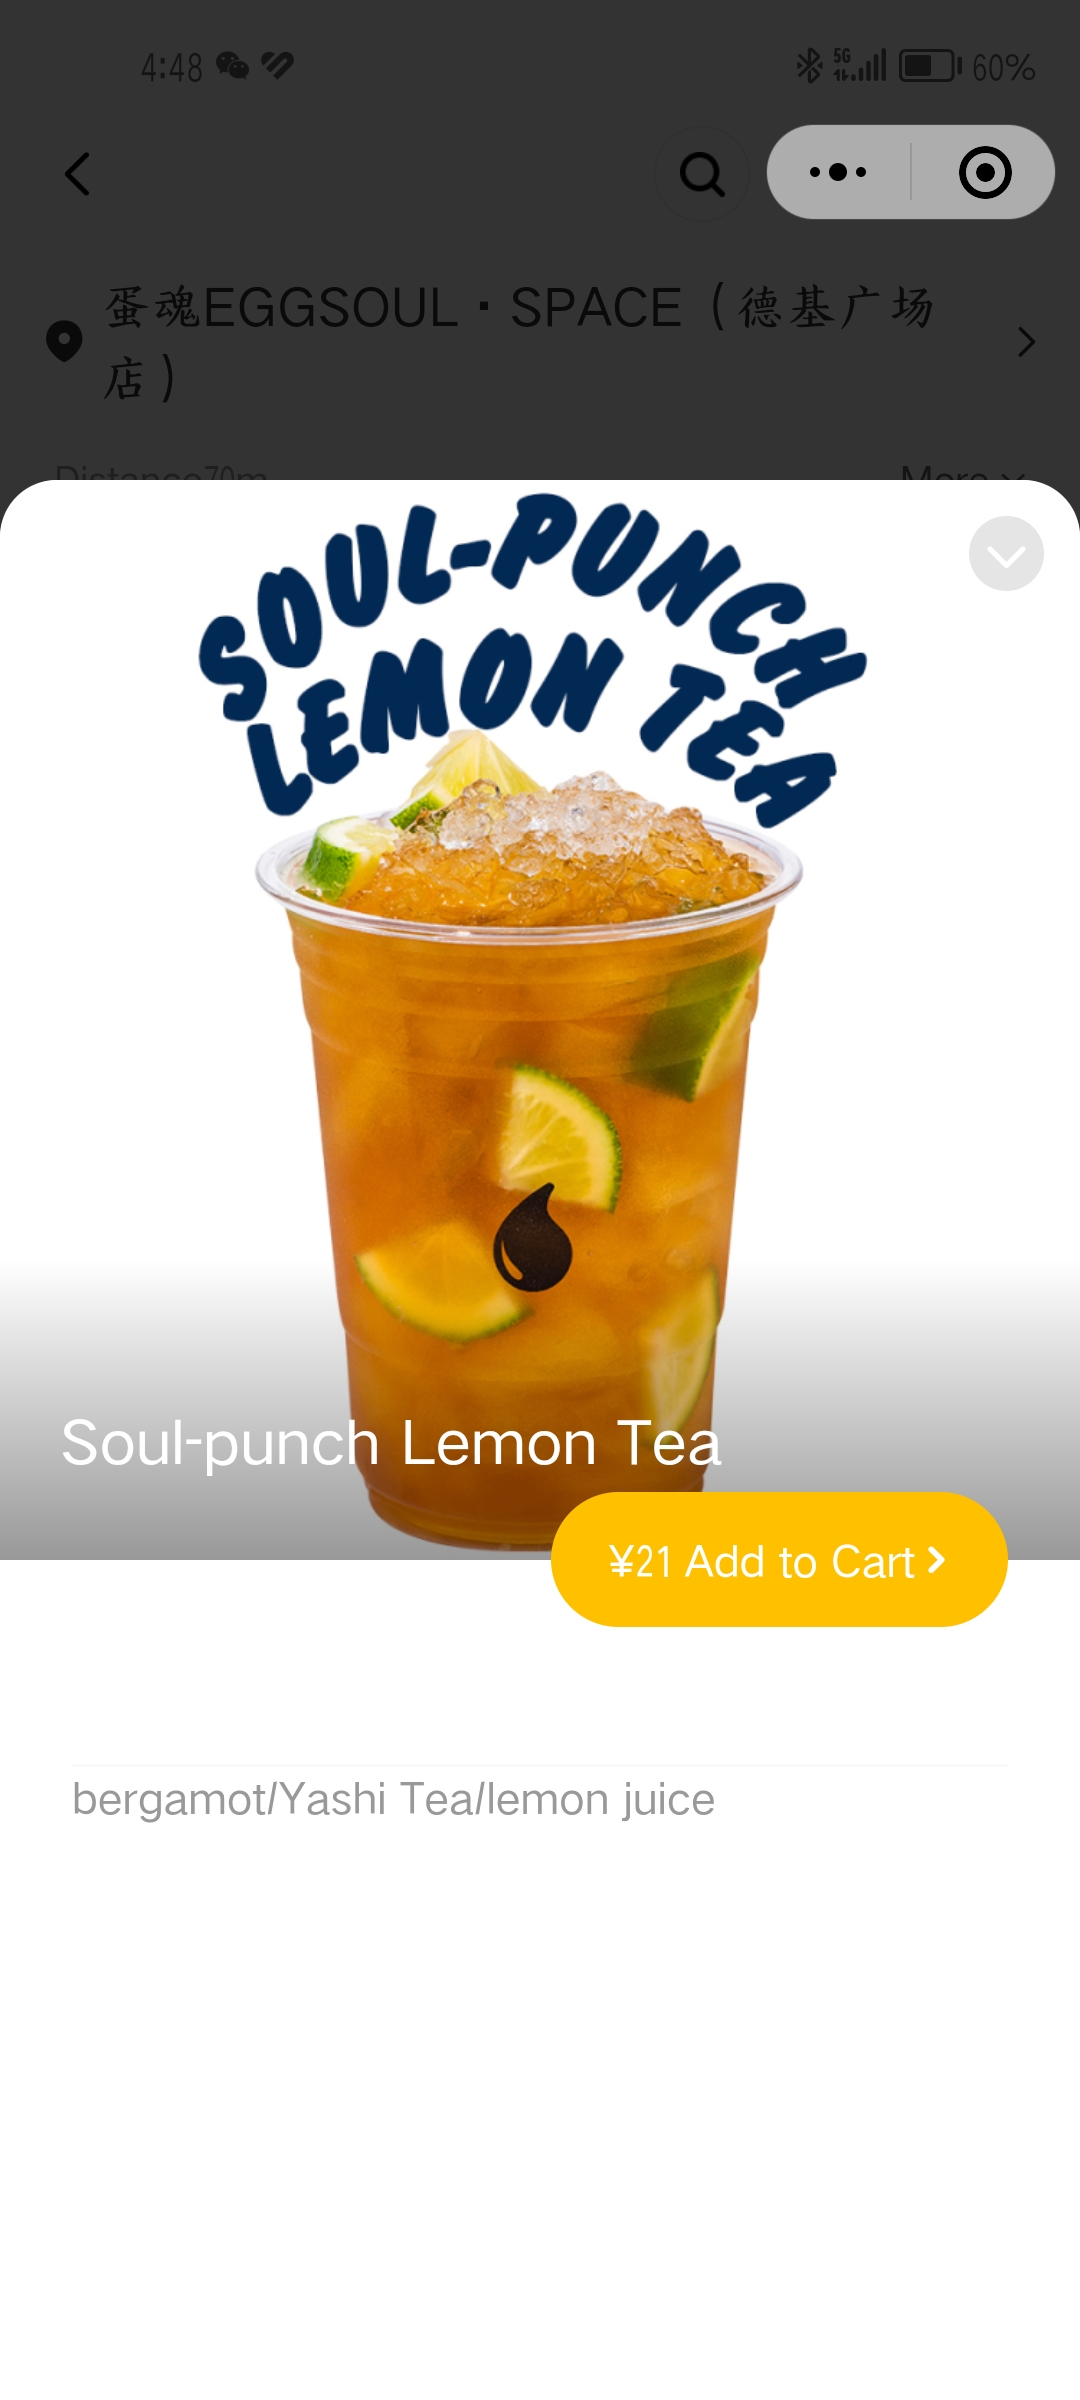 4:48
5G
60%
蛋魂EGGSOUL · SPACE（德基广场
店）
Distance70m
More
SOUL-PUNCH
LEMON TEA
Soul-punch Lemon Tea
¥21 Add to Cart
bergamot/Yashi Tea/lemon juice